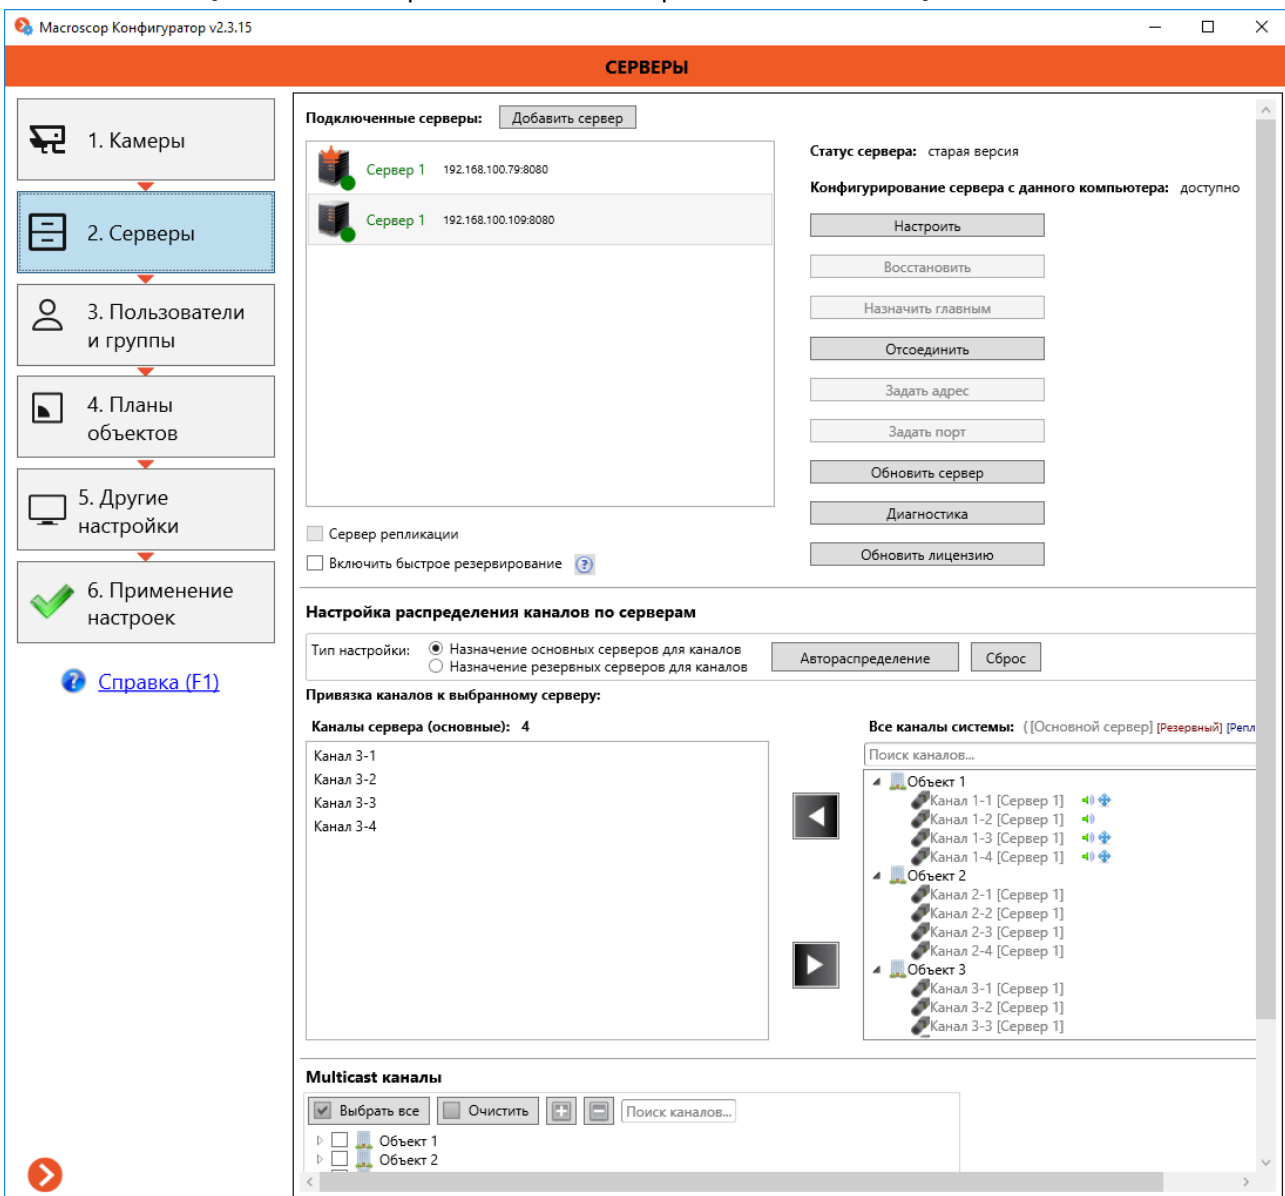 Macroscop Конфигуратор v2.3.15
СЕРВЕРЫ
1. Камеры
2. Серверы
3. Пользователи
и группы
4. Планы
объектов
5. Другие
настройки
6. Применение
настроек
Справка (F1)
Подключенные серверы:
Добавить сервер
Сервер 1 192.168.100.79:8080
Сервер 1 192.168.100.109:8080
Статус сервера: старая версия
Конфигурирование сервера с данного компьютера: доступно
Настроить
Восстановить
Назначить главным
Отсоединить
Задать адрес
Задать порт
Обновить сервер
Диагностика
Обновить лицензию
Сервер репликации
Включить быстрое резервирование
Настройка распределения каналов по серверам
Тип настройки:
Назначение основных серверов для каналов
Назначение резервных серверов для каналов
Автораспределение
Сброс
Привязка каналов к выбранному серверу:
Каналы сервера (основные): 4
Канал 3-1
Канал 3-2
Канал 3-3
Канал 3-4
Все каналы системы: ( [Основной сервер] [Резервный] [Репл
Поиск каналов...
Объект 1
Канал 1-1 [Сервер 1]
Канал 1-2 [Сервер 1]
Канал 1-3 [Сервер 1]
Канал 1-4 [Сервер 1]
Объект 2
Канал 2-1 [Сервер 1]
Канал 2-2 [Сервер 1]
Канал 2-3 [Сервер 1]
Канал 2-4 [Сервер 1]
Объект 3
Канал 3-1 [Сервер 1]
Канал 3-2 [Сервер 1]
Канал 3-3 [Сервер 1]
Multicast каналы
Выбрать все
Очистить
Поиск каналов...
Объект 1
Объект 2